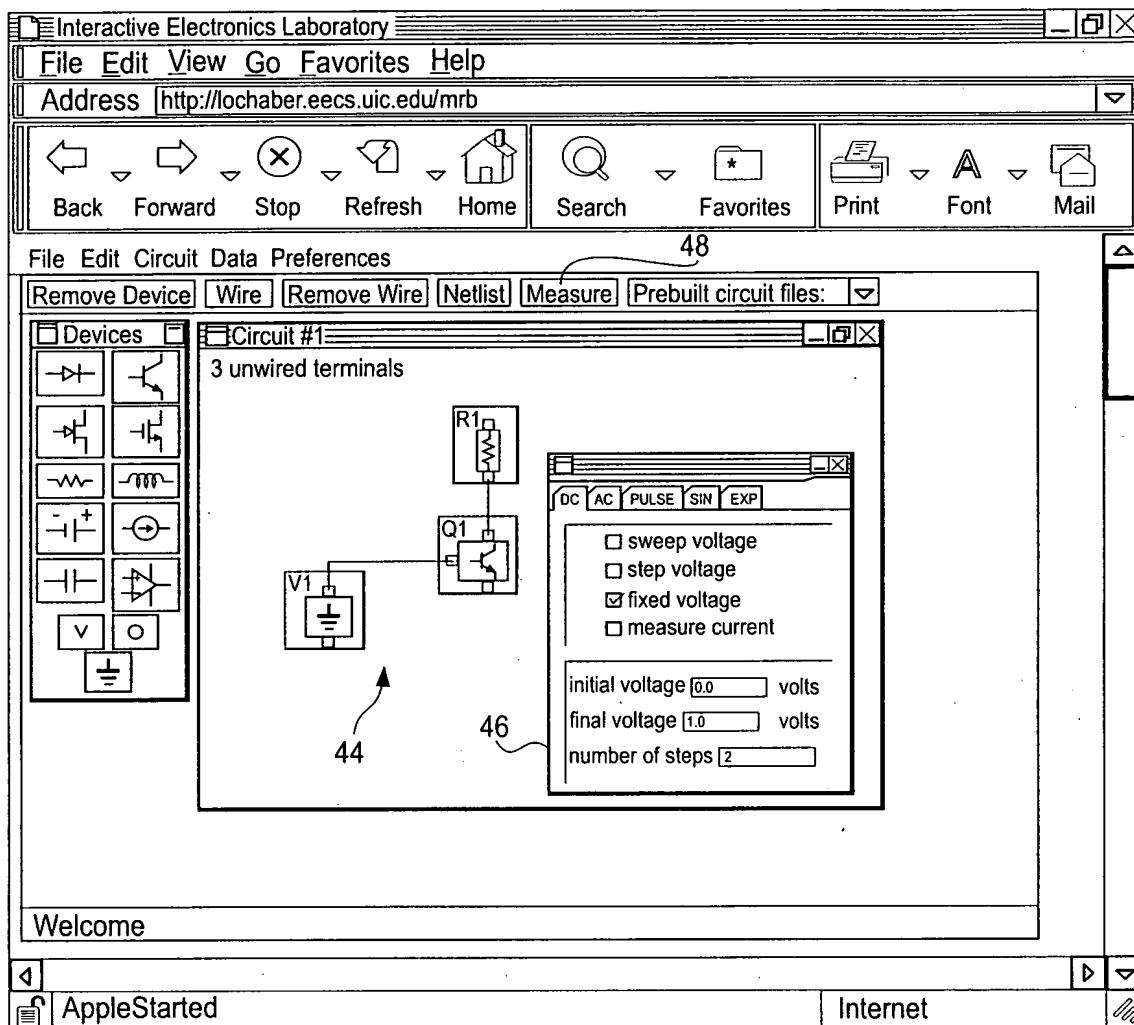 Interactive Electronics Laboratory
File Edit View Go Favorites Help
Address http://lochaber.eecs.uic.edu/mrb
Back Forward Stop Refresh Home Search Favorites Print Font Mail
File Edit Circuit Data Preferences
48
Remove Device Wire Remove Wire Netlist Measure Prebuilt circuit files:
Devices
Circuit #1
3 unwired terminals
R1
Q1
V1
V
O
44
46
DC AC PULSE SIN EXP
sweep voltage
step voltage
fixed voltage
measure current
initial voltage 0.0 volts
final voltage 1.0 volts
number of steps 2
Welcome
AppleStarted Internet